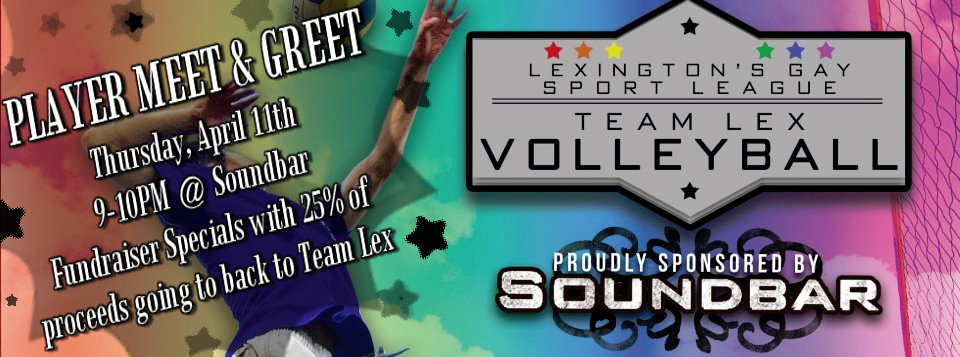 PLAYER MEET & GREET
Thursday, April 11th
9-10PM @ Soundbar
Fundraiser Specials with 25% of
proceeds going to back to Team Lex
LEXINGTON'S GAY
SPORT LEAGUE
TEAM LEX
VOLLEYBALL
PROUDLY SPONSORED BY
SOUNDBAR